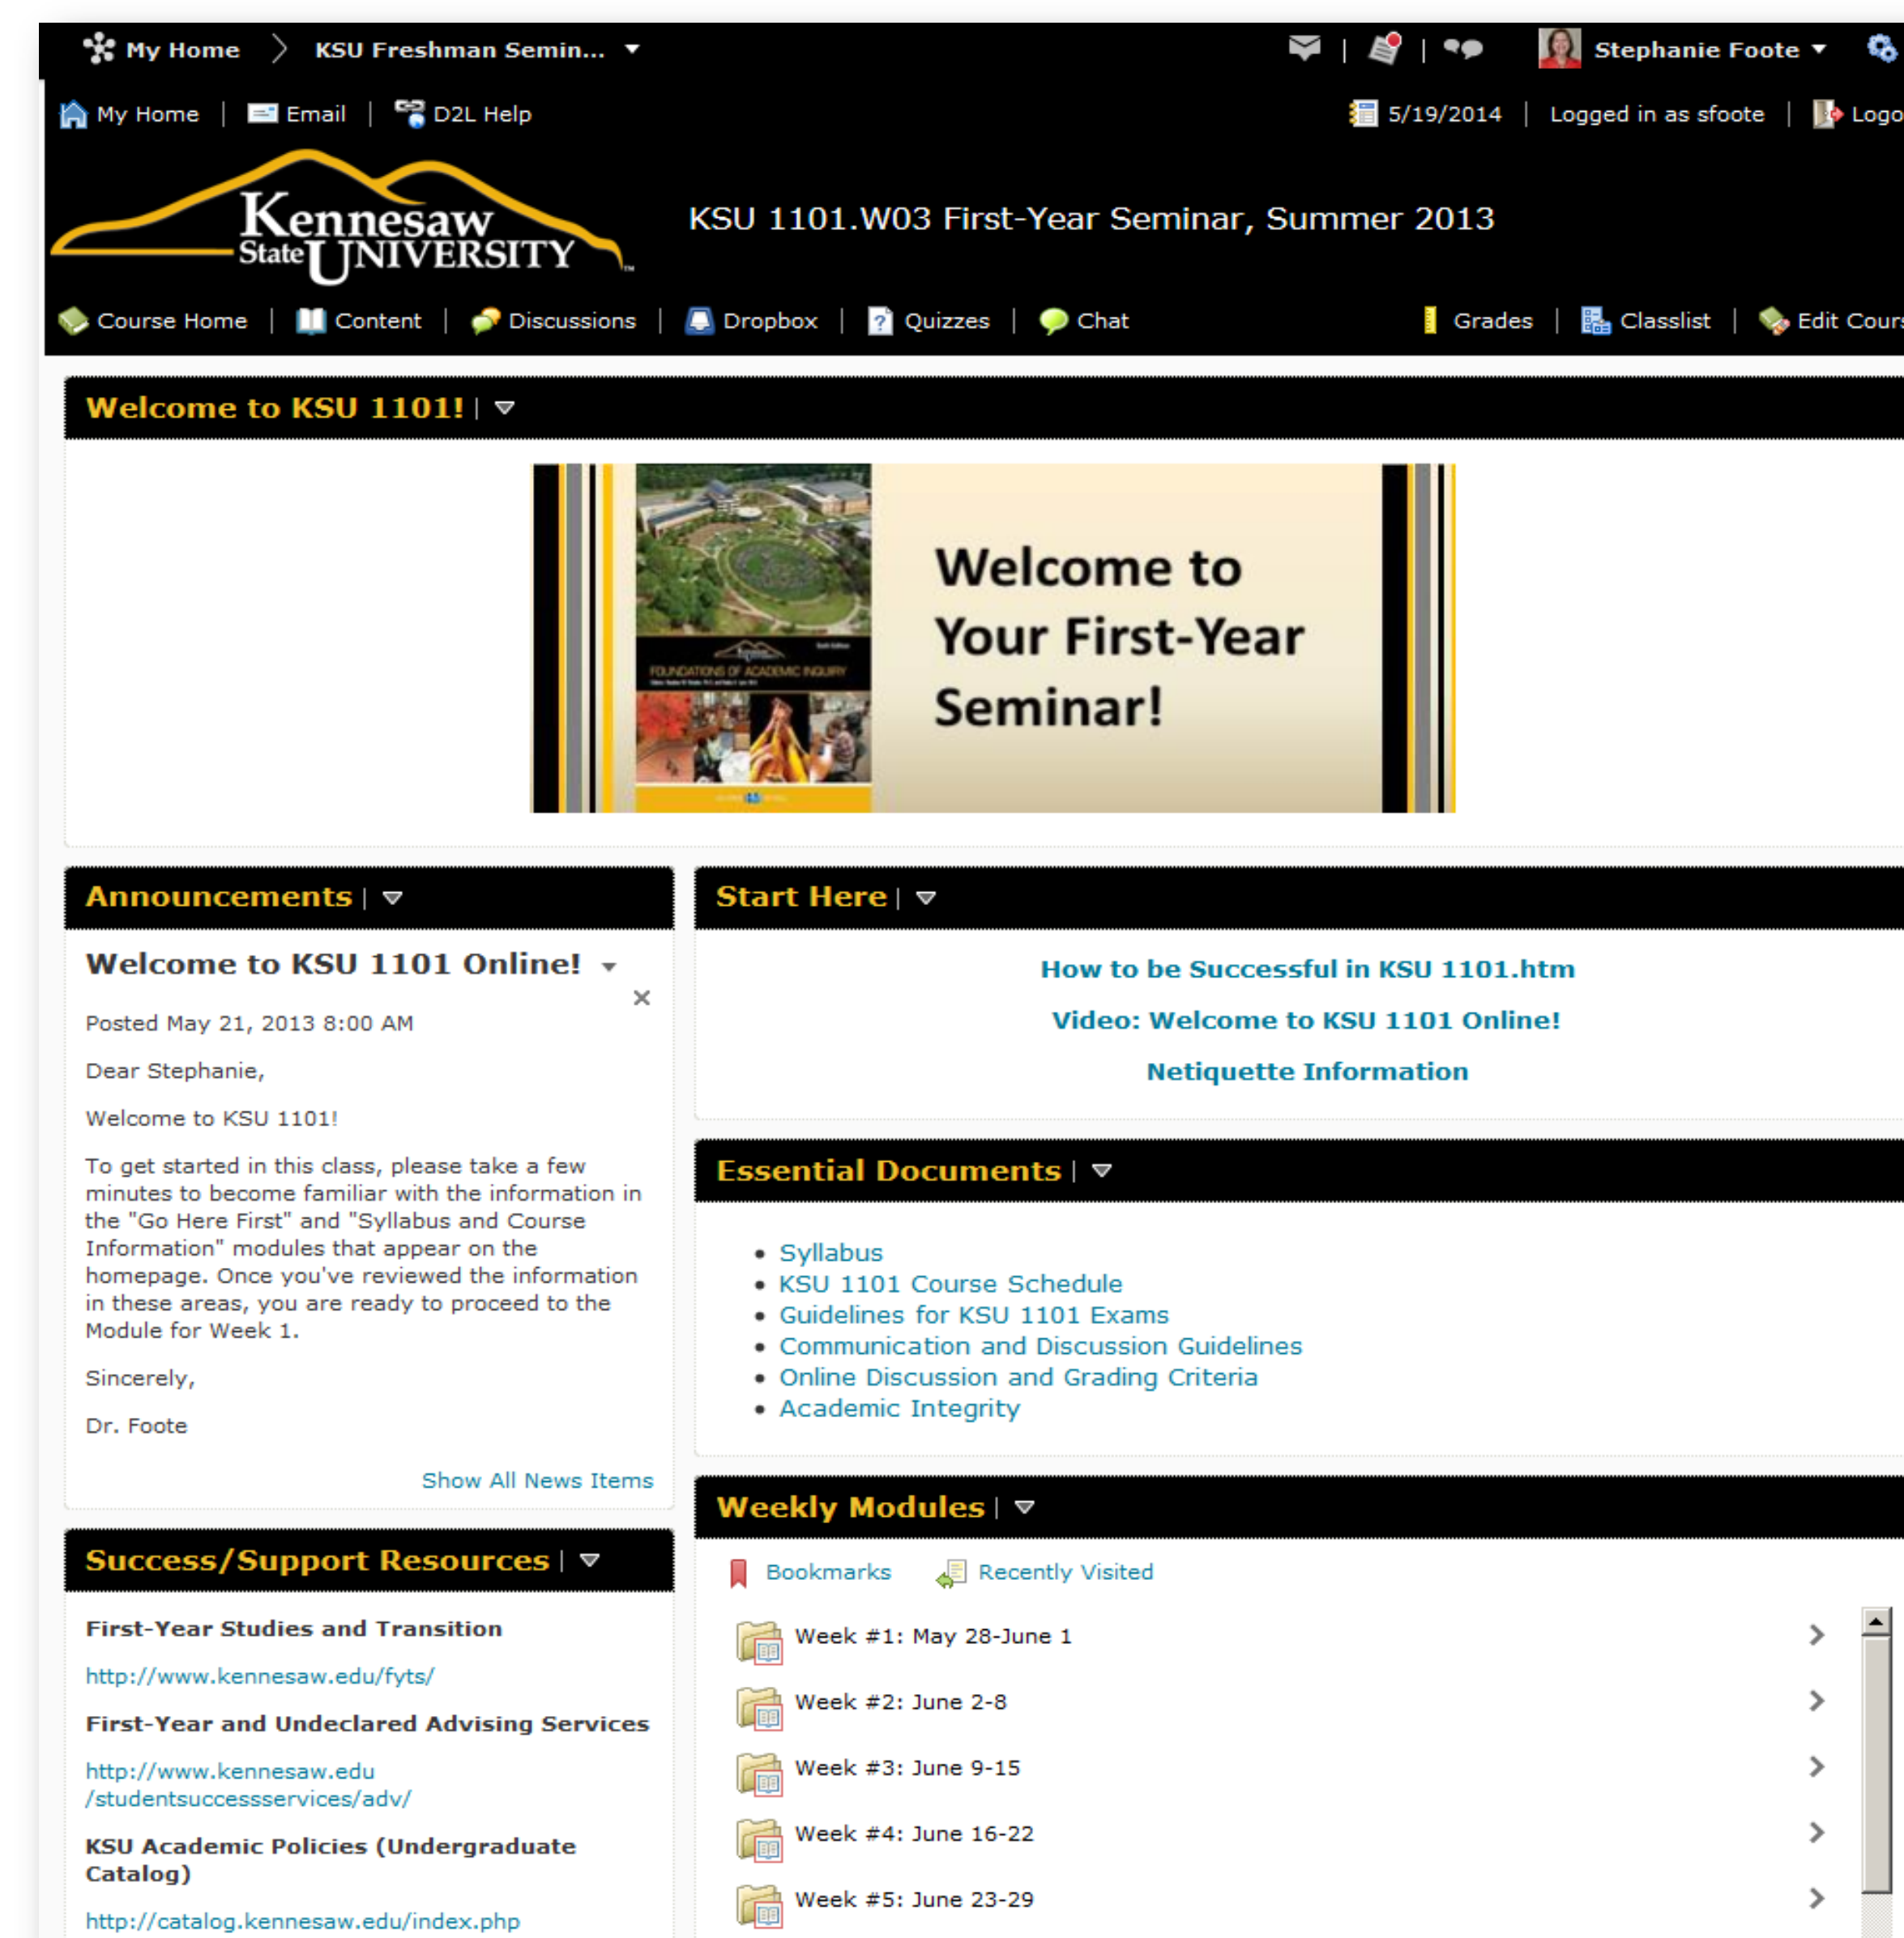 My Home
KSU Freshman Semin...
Stephanie Foote
My Home | Email | D2L Help
5/19/2014 | Logged in as sfoote | Logo
Kennesaw
State UNIVERSITY
KSU 1101.W03 First-Year Seminar, Summer 2013
Course Home | Content | Discussions | Dropbox | Quizzes | Chat
Grades | Classlist | Edit Cours
Welcome to KSU 1101!
FOUNDATIONS OF ACADEMIC INQUIRY
Welcome to
Your First-Year
Seminar!
Announcements
Welcome to KSU 1101 Online!
Posted May 21, 2013 8:00 AM
Dear Stephanie,
Welcome to KSU 1101!
To get started in this class, please take a few
minutes to become familiar with the information in
the "Go Here First" and "Syllabus and Course
Information" modules that appear on the
homepage. Once you've reviewed the information
in these areas, you are ready to proceed to the
Module for Week 1.
Sincerely,
Dr. Foote
Show All News Items
Success/Support Resources
First-Year Studies and Transition
http://www.kennesaw.edu/fyts/
First-Year and Undeclared Advising Services
http://www.kennesaw.edu
/studentsuccessservices/adv/
KSU Academic Policies (Undergraduate
Catalog)
http://catalog.kennesaw.edu/index.php
Start Here
How to be Successful in KSU 1101.htm
Video: Welcome to KSU 1101 Online!
Netiquette Information
Essential Documents
Syllabus
KSU 1101 Course Schedule
Guidelines for KSU 1101 Exams
Communication and Discussion Guidelines
Online Discussion and Grading Criteria
Academic Integrity
Weekly Modules
Bookmarks
Recently Visited
Week #1: May 28-June 1
Week #2: June 2-8
Week #3: June 9-15
Week #4: June 16-22
Week #5: June 23-29